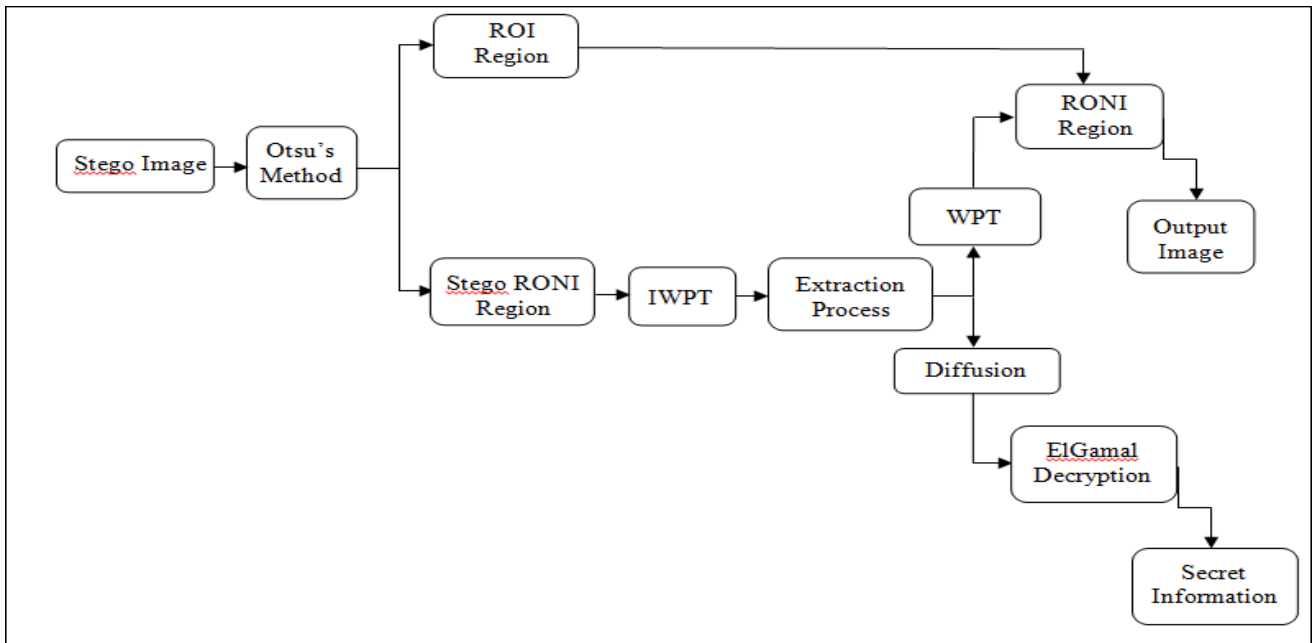 ROI
Region
RONI
Region
Stego Image
Otsu's
Method
WPT
Output
Image
Stego RONI
Region
IWPT
Extraction
Process
Diffusion
ElGamal
Decryption
Secret
Information